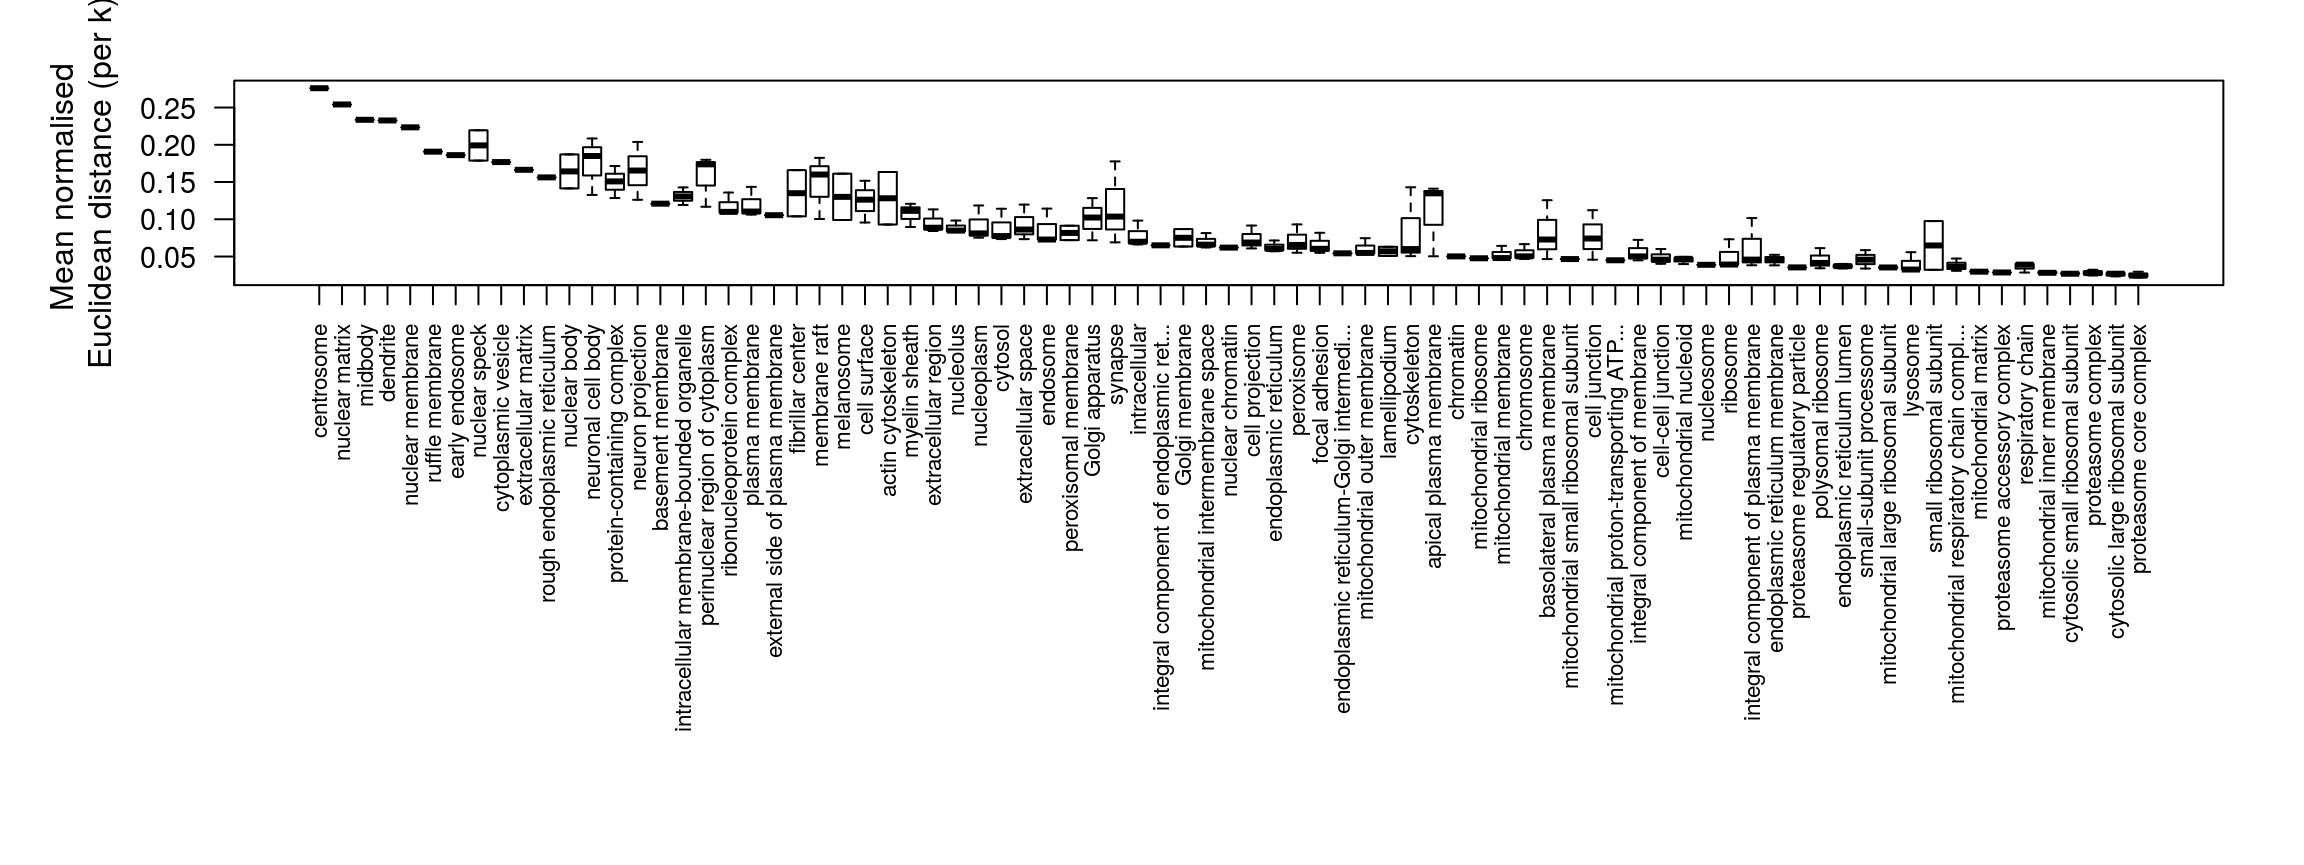 Mean normalised
Euclidean distance (per k)
0.25
0.20
0.15
0.10
0.05
centrosome
nuclear matrix
midbody
dendrite
nuclear membrane
ruffle membrane
early endosome
nuclear speck
cytoplasmic vesicle
extracellular matrix
rough endoplasmic reticulum
nuclear body
neuronal cell body
protein-containing complex
neuron projection
basement membrane
intracellular membrane-bounded organelle
perinuclear region of cytoplasm
ribonucleoprotein complex
plasma membrane
external side of plasma membrane
fibrillar center
membrane raft
melanosome
cell surface
actin cytoskeleton
myelin sheath
extracellular region
nucleolus
nucleoplasm
cytosol
extracellular space
endosome
peroxisomal membrane
Golgi apparatus
synapse
intracellular
integral component of endoplasmic ret...
Golgi membrane
mitochondrial intermembrane space
nuclear chromatin
cell projection
endoplasmic reticulum
peroxisome
focal adhesion
endoplasmic reticulum-Golgi intermedi...
mitochondrial outer membrane
lamellipodium
cytoskeleton
apical plasma membrane
chromatin
mitochondrial ribosome
mitochondrial membrane
chromosome
basolateral plasma membrane
mitochondrial small ribosomal subunit
cell junction
mitochondrial proton-transporting ATP...
integral component of membrane
cell-cell junction
mitochondrial nucleoid
nucleosome
ribosome
integral component of plasma membrane
endoplasmic reticulum membrane
proteasome regulatory particle
polysomal ribosome
endoplasmic reticulum lumen
small-subunit processome
mitochondrial large ribosomal subunit
lysosome
small ribosomal subunit
mitochondrial respiratory chain compl...
mitochondrial matrix
proteasome accessory complex
respiratory chain
mitochondrial inner membrane
cytosolic small ribosomal subunit
proteasome complex
cytosolic large ribosomal subunit
proteasome core complex